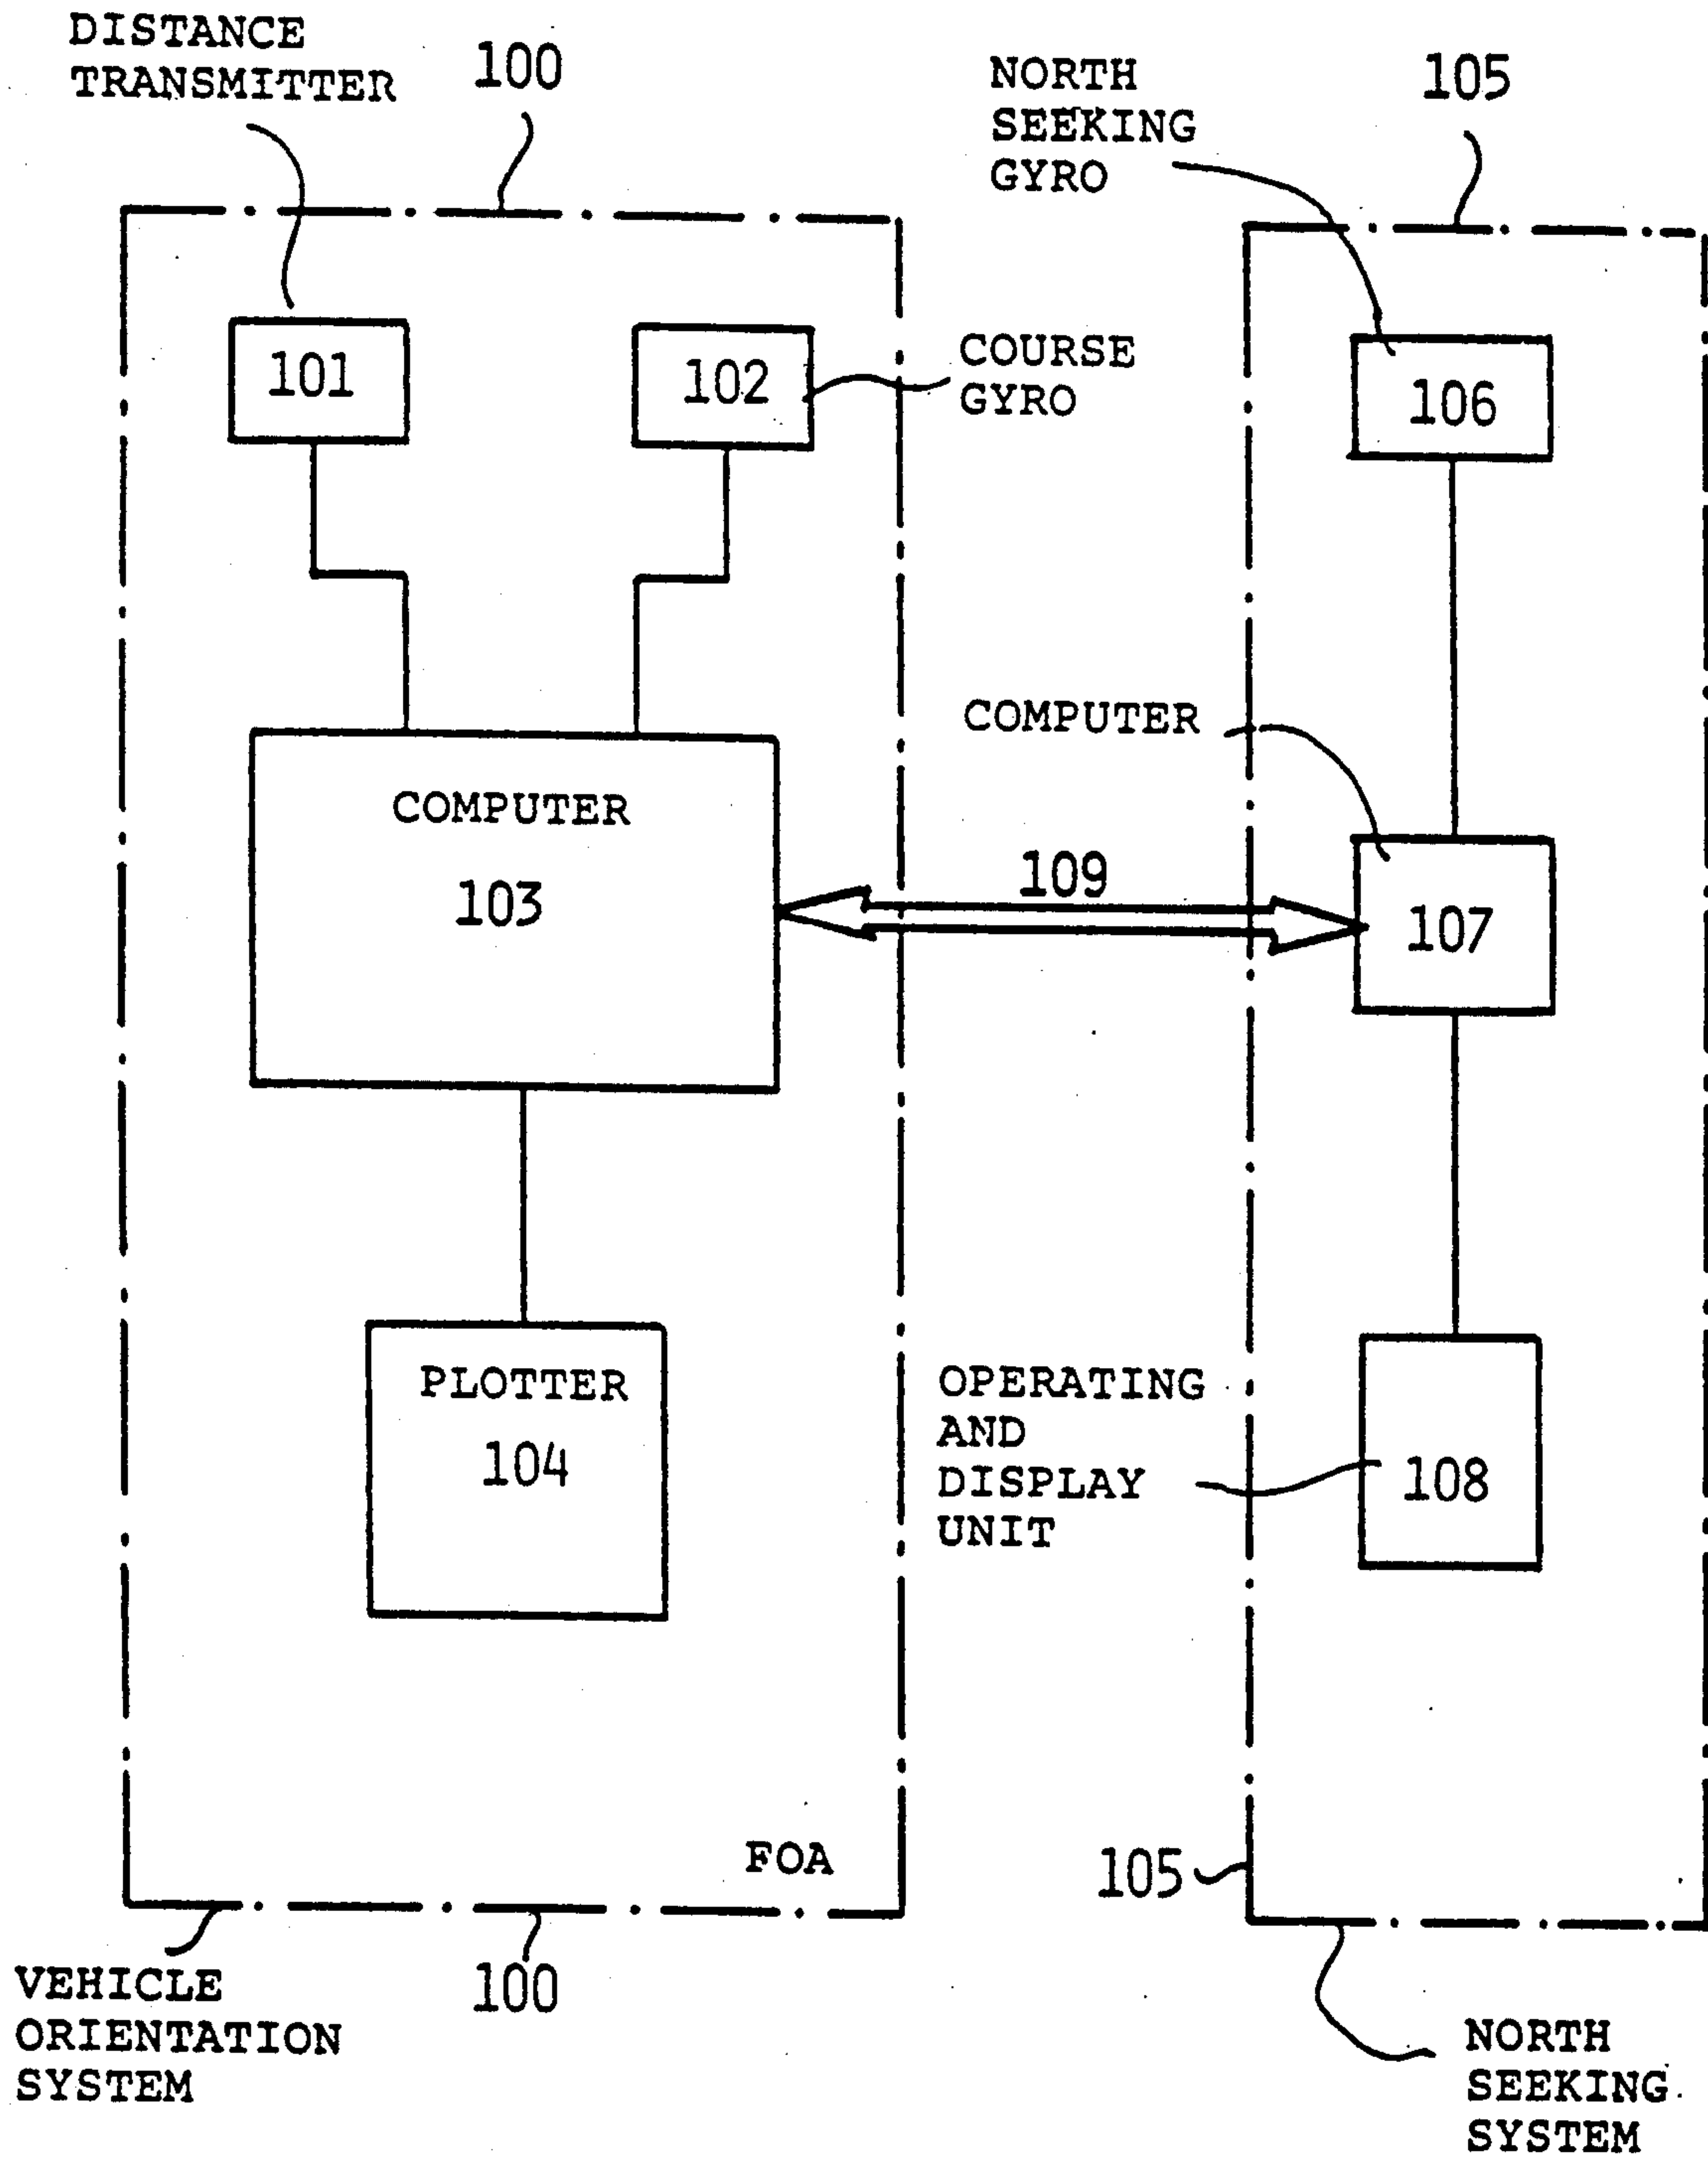 DISTANCE
TRANSMITTER
100
NORTH
SEEKING
GYRO
105
101
102
COURSE
GYRO
106
COMPUTER
103
COMPUTER
109
107
PLOTTER
104
OPERATING
AND
DISPLAY
UNIT
108
FOA
105
VEHICLE
ORIENTATION
SYSTEM
100
NORTH
SEEKING
SYSTEM